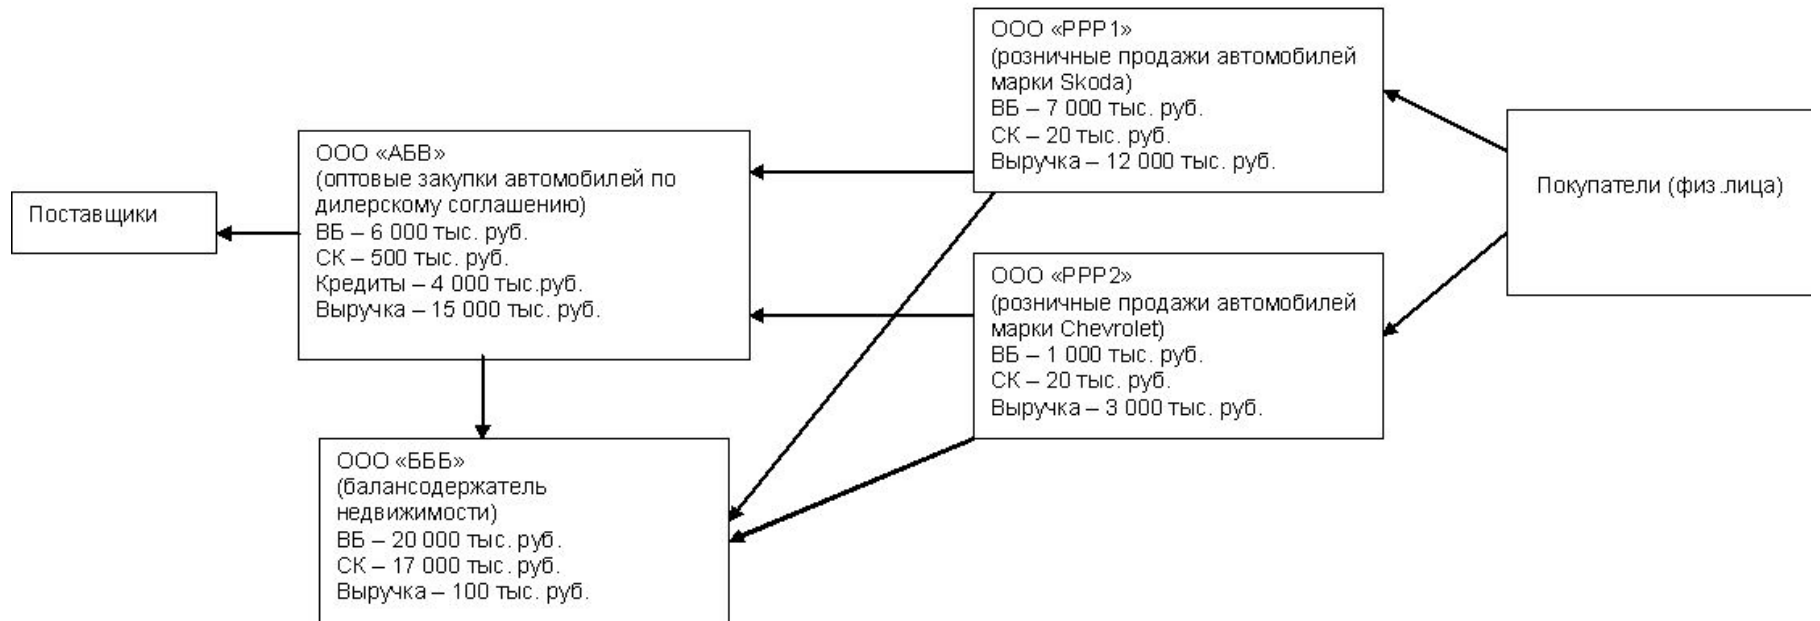 Поставщики
ООО «АБВ»
(оптовые закупки автомобилей по
дилерскому соглашению)
ВБ – 6 000 тыс. руб.
СК – 500 тыс. руб.
Кредиты – 4 000 тыс.руб.
Выручка – 15 000 тыс. руб.
ООО «БББ»
(балансодержатель
недвижимости)
ВБ – 20 000 тыс. руб.
СК – 17 000 тыс. руб.
Выручка – 100 тыс. руб.
ООО «РРР1»
(розничные продажи автомобилей
марки Skoda)
ВБ – 7 000 тыс. руб.
СК – 20 тыс. руб.
Выручка – 12 000 тыс. руб.
ООО «РРР2»
(розничные продажи автомобилей
марки Chevrolet)
ВБ – 1 000 тыс. руб.
СК – 20 тыс. руб.
Выручка – 3 000 тыс. руб.
Покупатели (физ.лица)